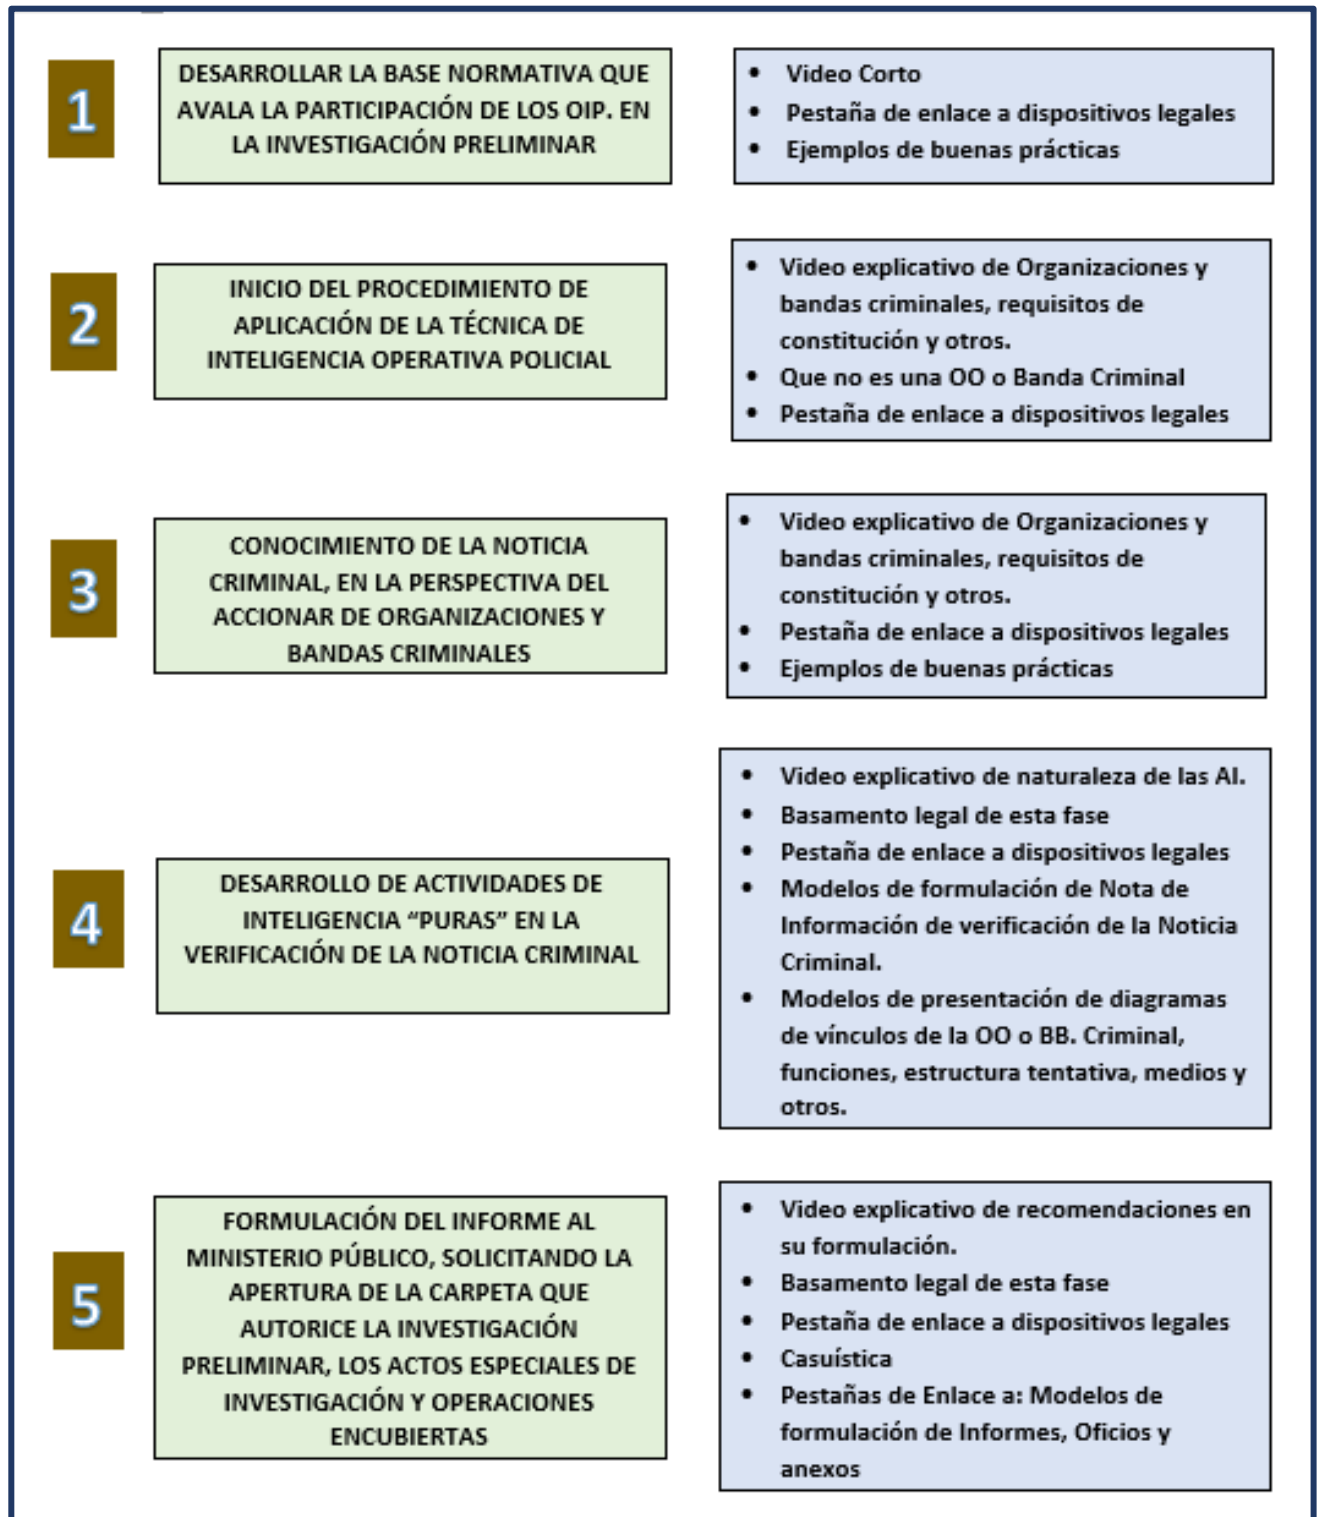 1
DESARROLLAR LA BASE NORMATIVA QUE
AVALA LA PARTICIPACIÓN DE LOS OIP. EN
LA INVESTIGACIÓN PRELIMINAR
• Video Corto
• Pestaña de enlace a dispositivos legales
• Ejemplos de buenas prácticas
2
INICIO DEL PROCEDIMIENTO DE
APLICACIÓN DE LA TÉCNICA DE
INTELIGENCIA OPERATIVA POLICIAL
• Video explicativo de Organizaciones y
bandas criminales, requisitos de
constitución y otros.
• Que no es una OO o Banda Criminal
• Pestaña de enlace a dispositivos legales
3
CONOCIMIENTO DE LA NOTICIA
CRIMINAL, EN LA PERSPECTIVA DEL
ACCIONAR DE ORGANIZACIONES Y
BANDAS CRIMINALES
• Video explicativo de Organizaciones y
bandas criminales, requisitos de
constitución y otros.
• Pestaña de enlace a dispositivos legales
• Ejemplos de buenas prácticas
4
DESARROLLO DE ACTIVIDADES DE
INTELIGENCIA “PURAS” EN LA
VERIFICACIÓN DE LA NOTICIA CRIMINAL
• Video explicativo de naturaleza de las AI.
• Basamento legal de esta fase
• Pestaña de enlace a dispositivos legales
• Modelos de formulación de Nota de
Información de verificación de la Noticia
Criminal.
• Modelos de presentación de diagramas
de vínculos de la OO o BB. Criminal,
funciones, estructura tentativa, medios y
otros.
5
FORMULACIÓN DEL INFORME AL
MINISTERIO PÚBLICO, SOLICITANDO LA
APERTURA DE LA CARPETA QUE
AUTORICE LA INVESTIGACIÓN
PRELIMINAR, LOS ACTOS ESPECIALES DE
INVESTIGACIÓN Y OPERACIONES
ENCUBIERTAS
• Video explicativo de recomendaciones en
su formulación.
• Basamento legal de esta fase
• Pestaña de enlace a dispositivos legales
• Casuística
• Pestañas de Enlace a: Modelos de
formulación de Informes, Oficios y
anexos